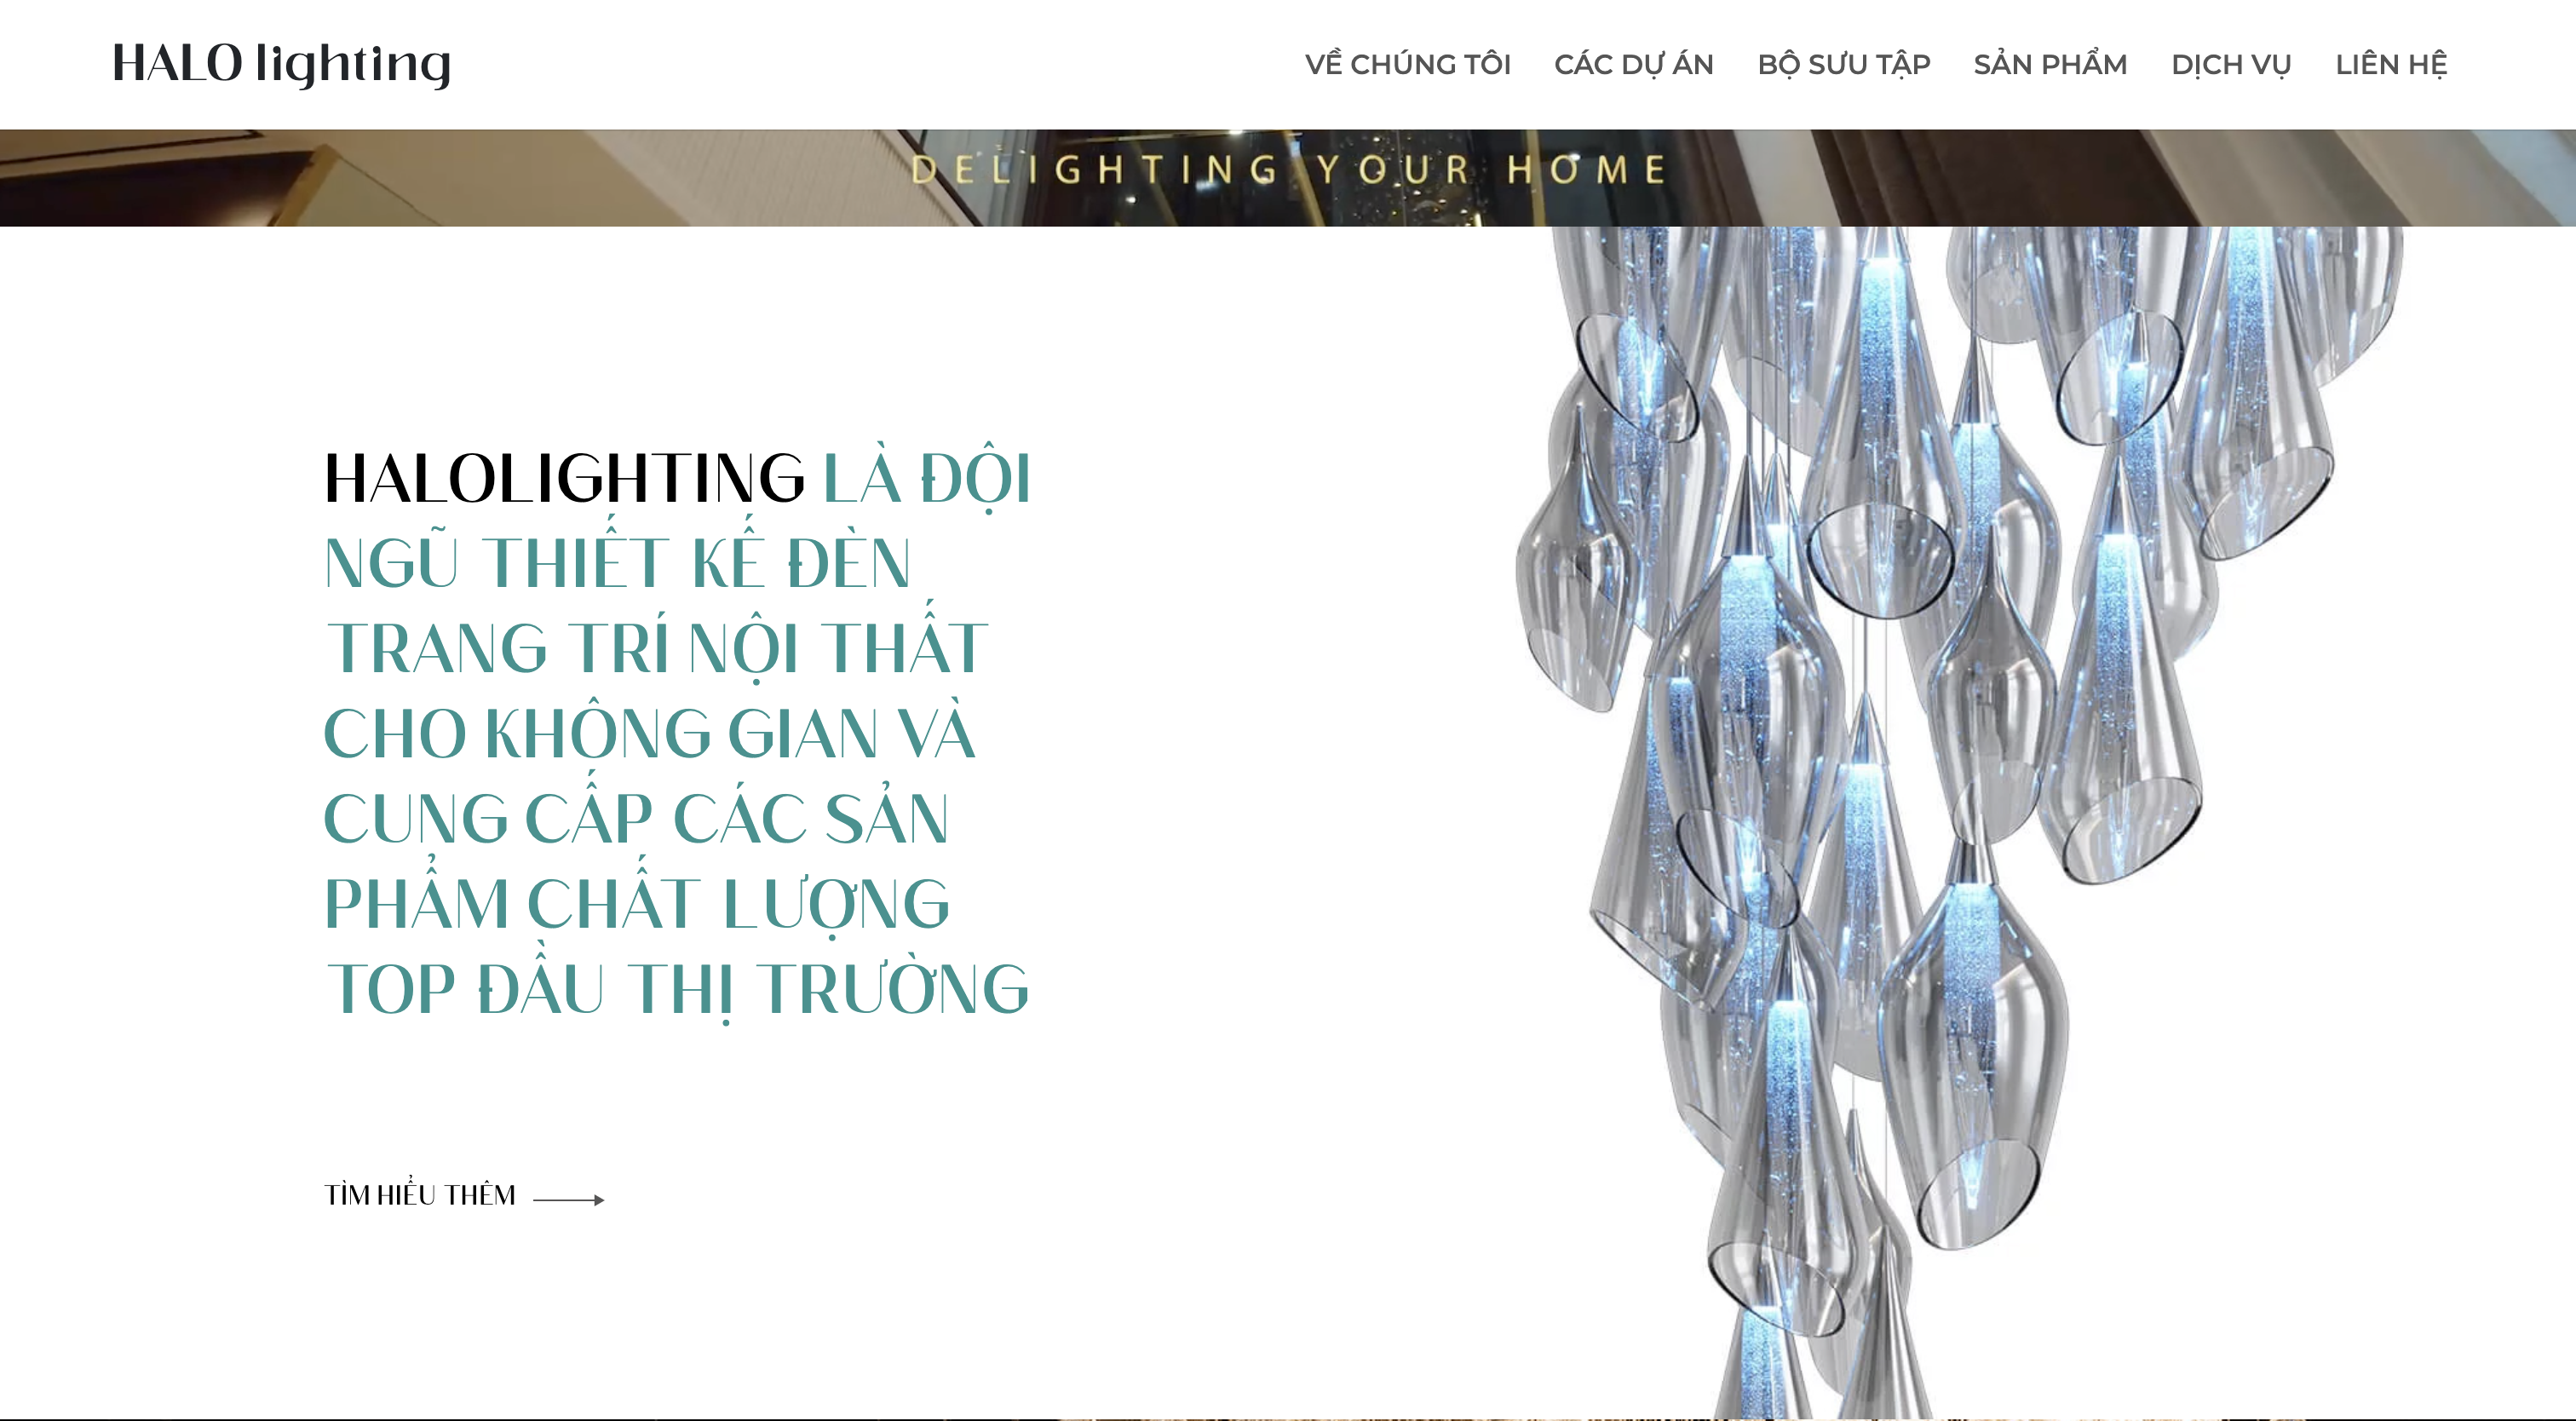 HALO lighting
VỀ CHÚNG TÔI CÁC DỰ ÁN BỘ SƯU TẬP SẢN PHẨM DỊCH VỤ LIÊN HỆ
DELIGHTING YOUR HOME
HALOLIGHTING LÀ ĐỘI
NGŨ THIẾT KẾ ĐÈN
TRANG TRÍ NỘI THẤT
CHO KHÔNG GIAN VÀ
CUNG CẤP CÁC SẢN
PHẨM CHẤT LƯỢNG
TOP ĐẦU THỊ TRƯỜNG
TÌM HIỂU THÊM